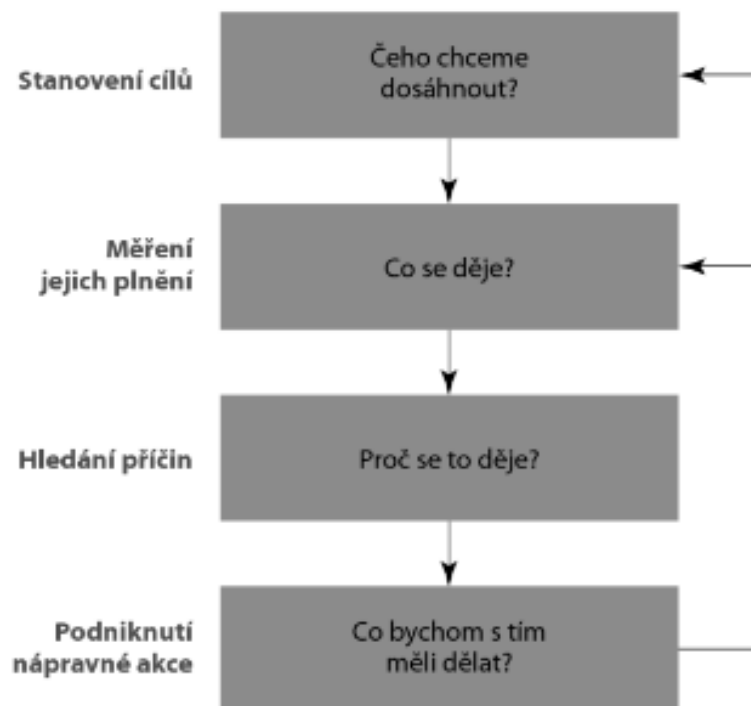 Stanovení cílů
Čeho chceme
dosáhnout?
Měření
jejich plnění
Co se děje?
Hledání příčin
Proč se to děje?
Podniknutí
nápravné akce
Co bychom s tím
měli dělat?